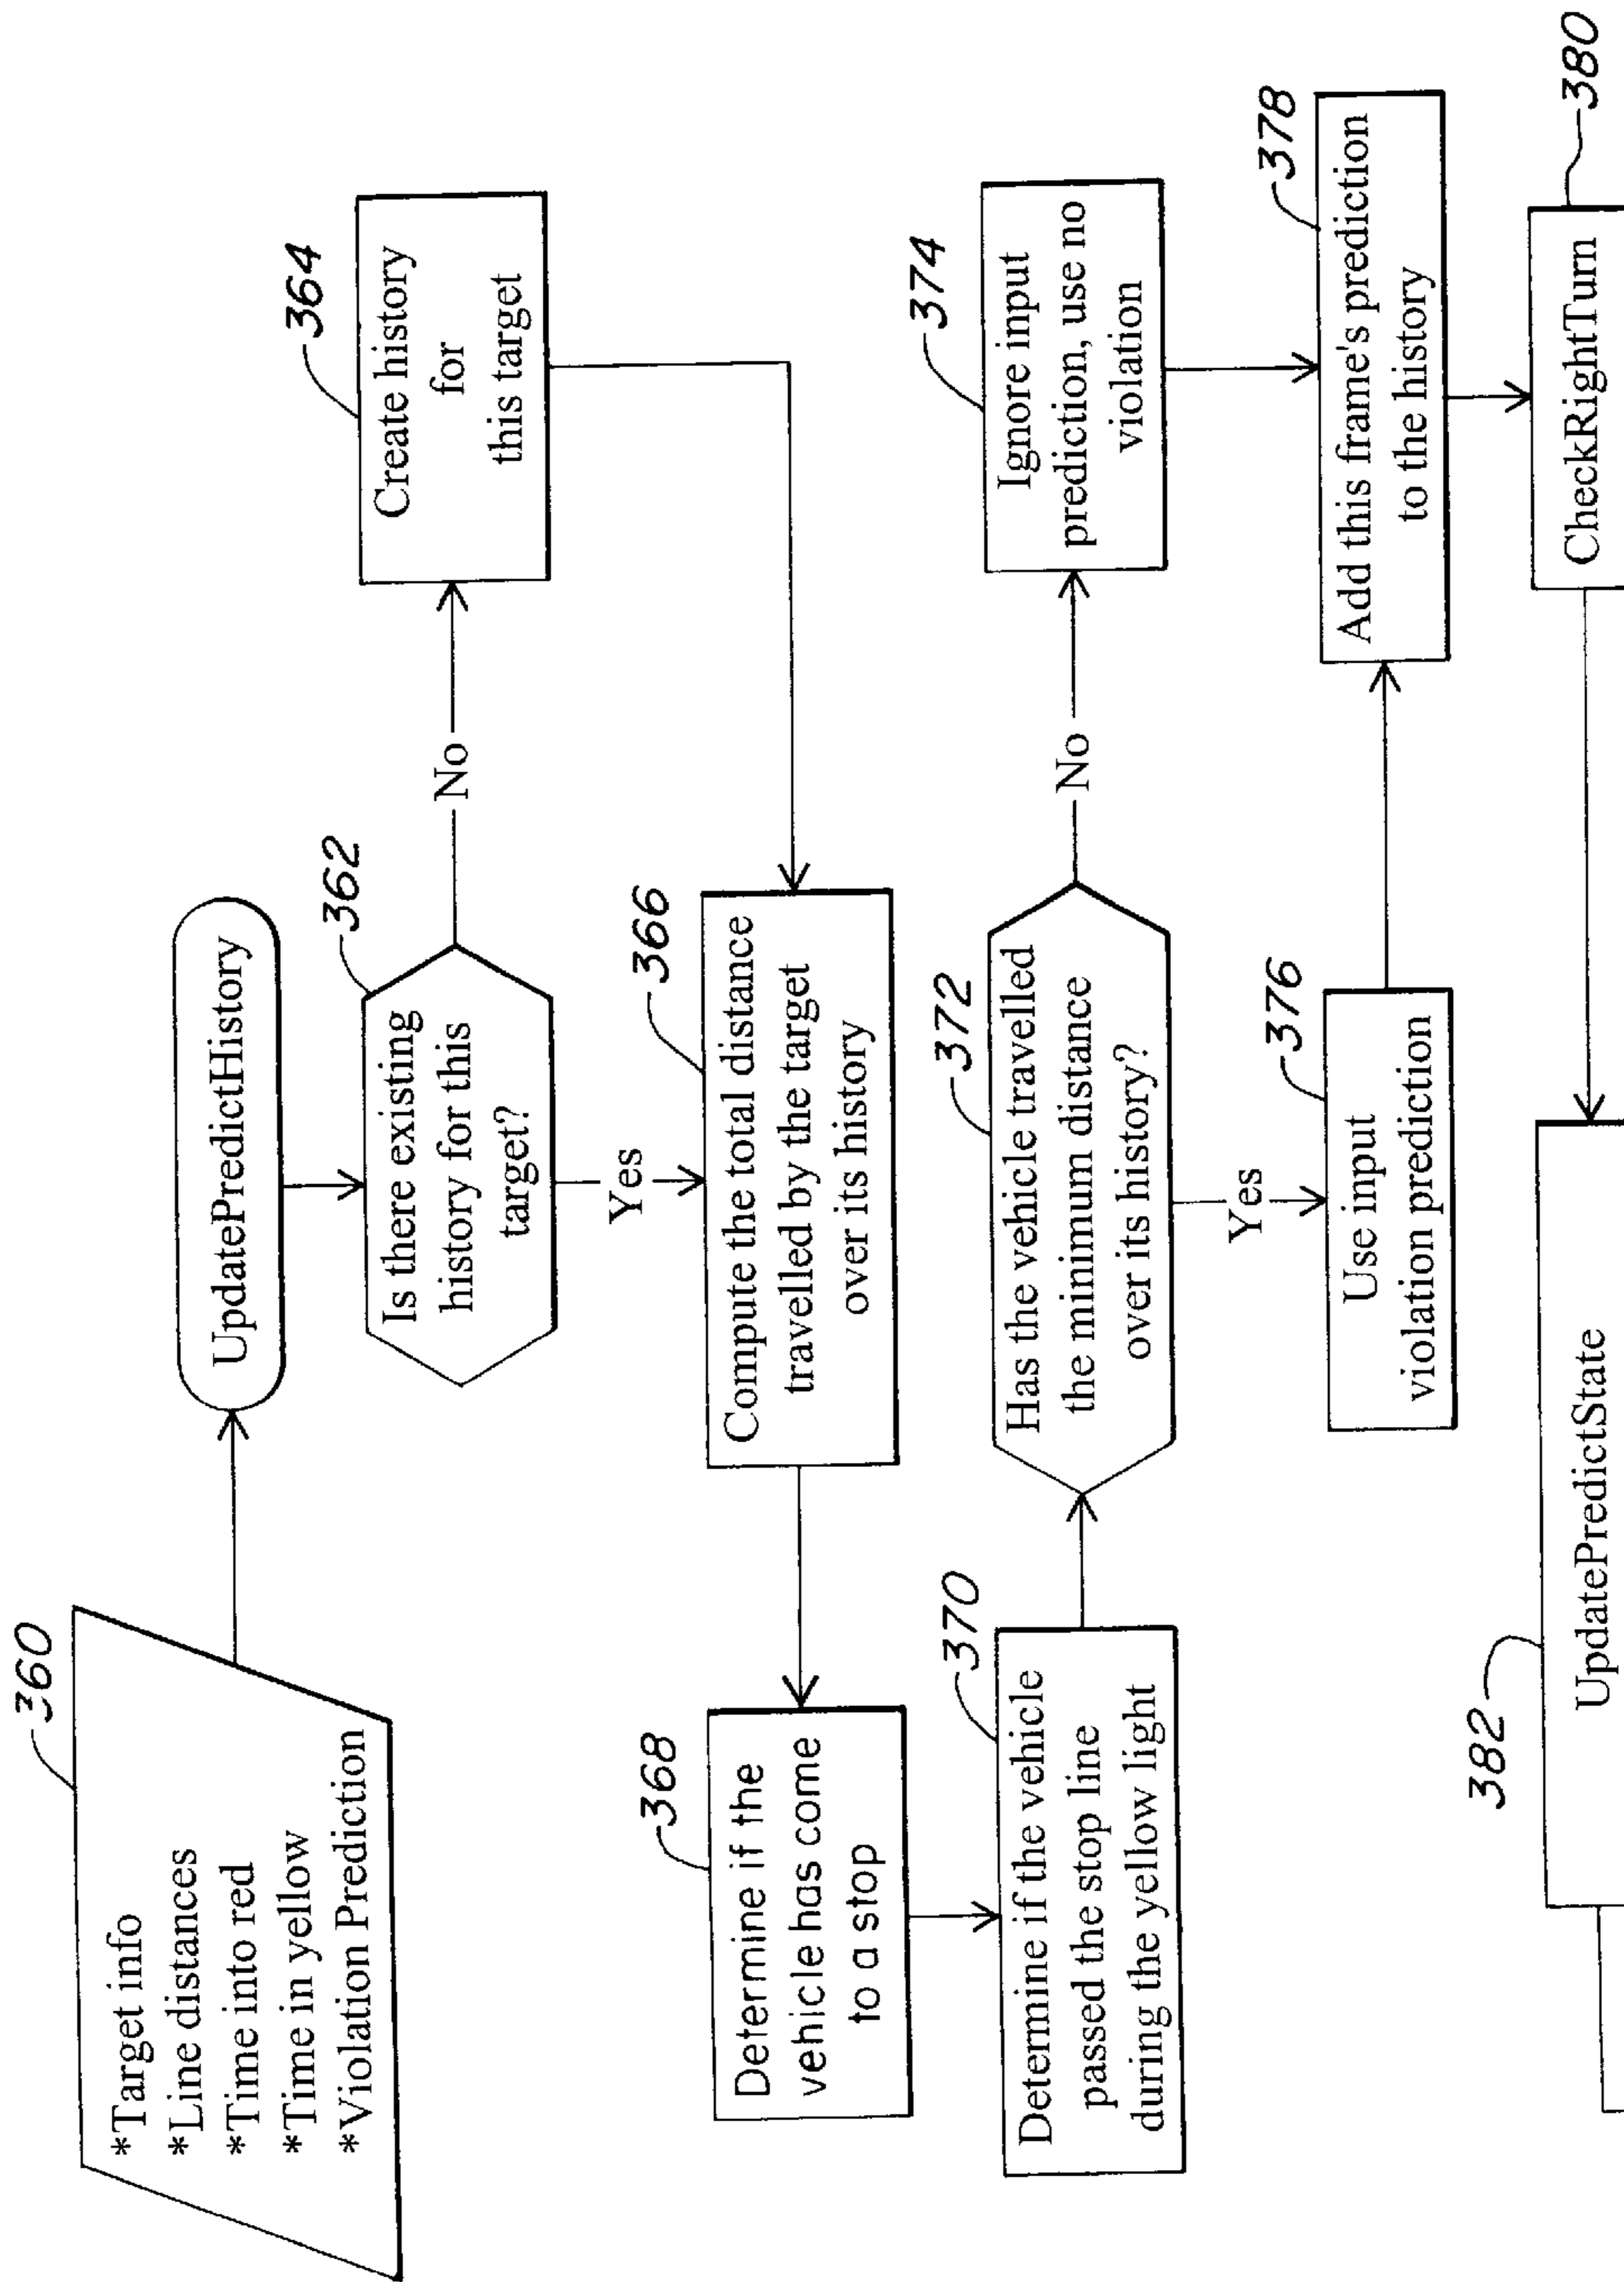 360
*Target info
*Line distances
*Time into red
*Time in yellow
*Violation Prediction
UpdatePredictHistory
362
Is there existing
history for this
target?
No
364
Create history
for
this target
Yes
366
Compute the total distance
travelled by the target
over its history
368
Determine if the
vehicle has come
to a stop
370
Determine if the vehicle
passed the stop line
during the yellow light
372
Has the vehicle travelled
the minimum distance
over its history?
No
374
Ignore input
prediction, use no
violation
Yes
376
Use input
violation prediction
378
Add this frame's prediction
to the history
CheckRightTurn
380
382
UpdatePredictState